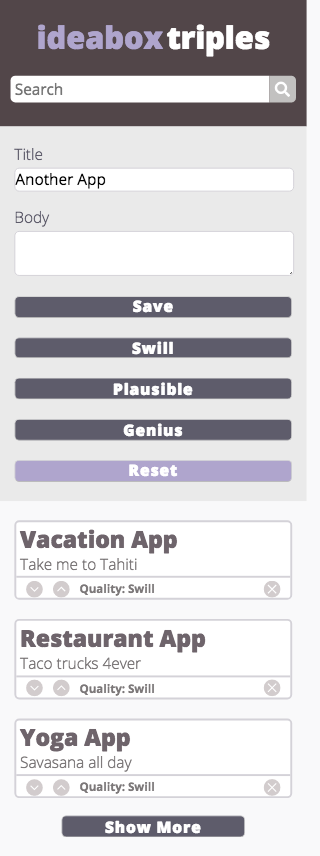 ideabox triples
Search
Title
Another App
Body
Save
Swill
Plausible
Genius
Reset
Vacation App
Take me to Tahiti
Quality: Swill
Restaurant App
Taco trucks 4ever
Quality: Swill
Yoga App
Savasana all day
Quality: Swill
Show More